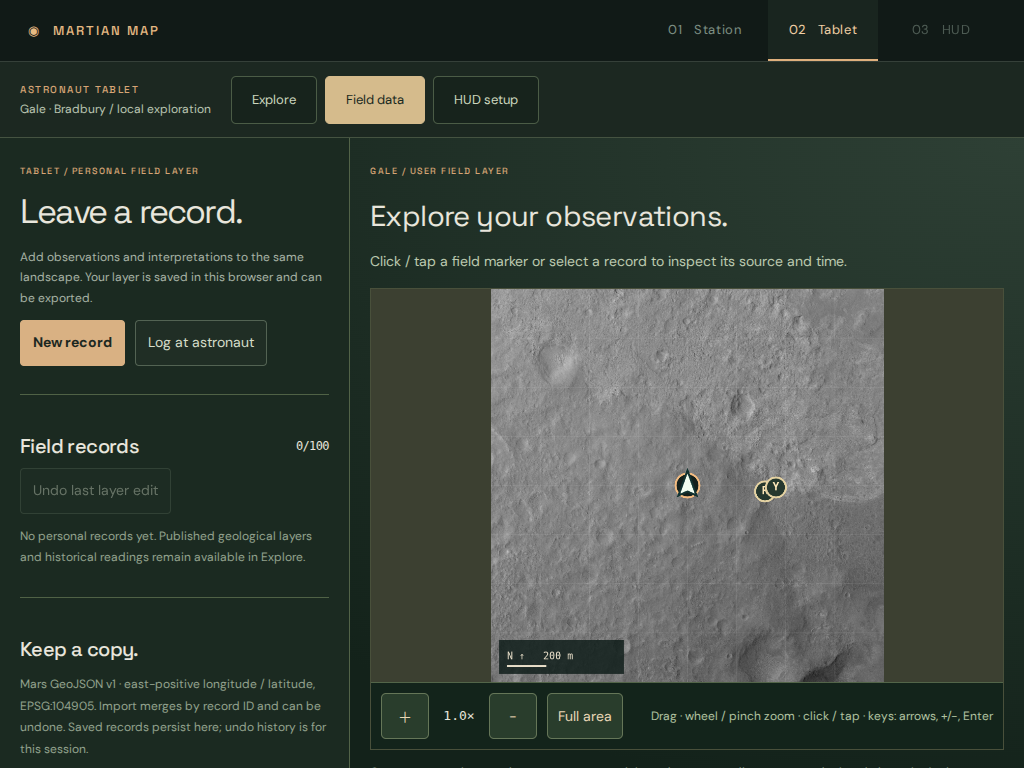 MARTIAN MAP
01 Station
02 Tablet
03 HUD
ASTRONAUT TABLET
Gale · Bradbury / local exploration
Explore
Field data
HUD setup
TABLET / PERSONAL FIELD LAYER
Leave a record.
Add observations and interpretations to the same
landscape. Your layer is saved in this browser and can
be exported.
New record
Log at astronaut
Field records
0/100
Undo last layer edit
No personal records yet. Published geological layers
and historical readings remain available in Explore.
Keep a copy.
Mars GeoJSON v1 · east-positive longitude / latitude,
EPSG:104905. Import merges by record ID and can be
undone. Saved records persist here; undo history is for
this session.
GALE / USER FIELD LAYER
Explore your observations.
Click / tap a field marker or select a record to inspect its source and time.
Y
N ↑ 200 m
+
1.0×
-
Full area
Drag · wheel / pinch zoom · click / tap · keys: arrows, +/-, Enter